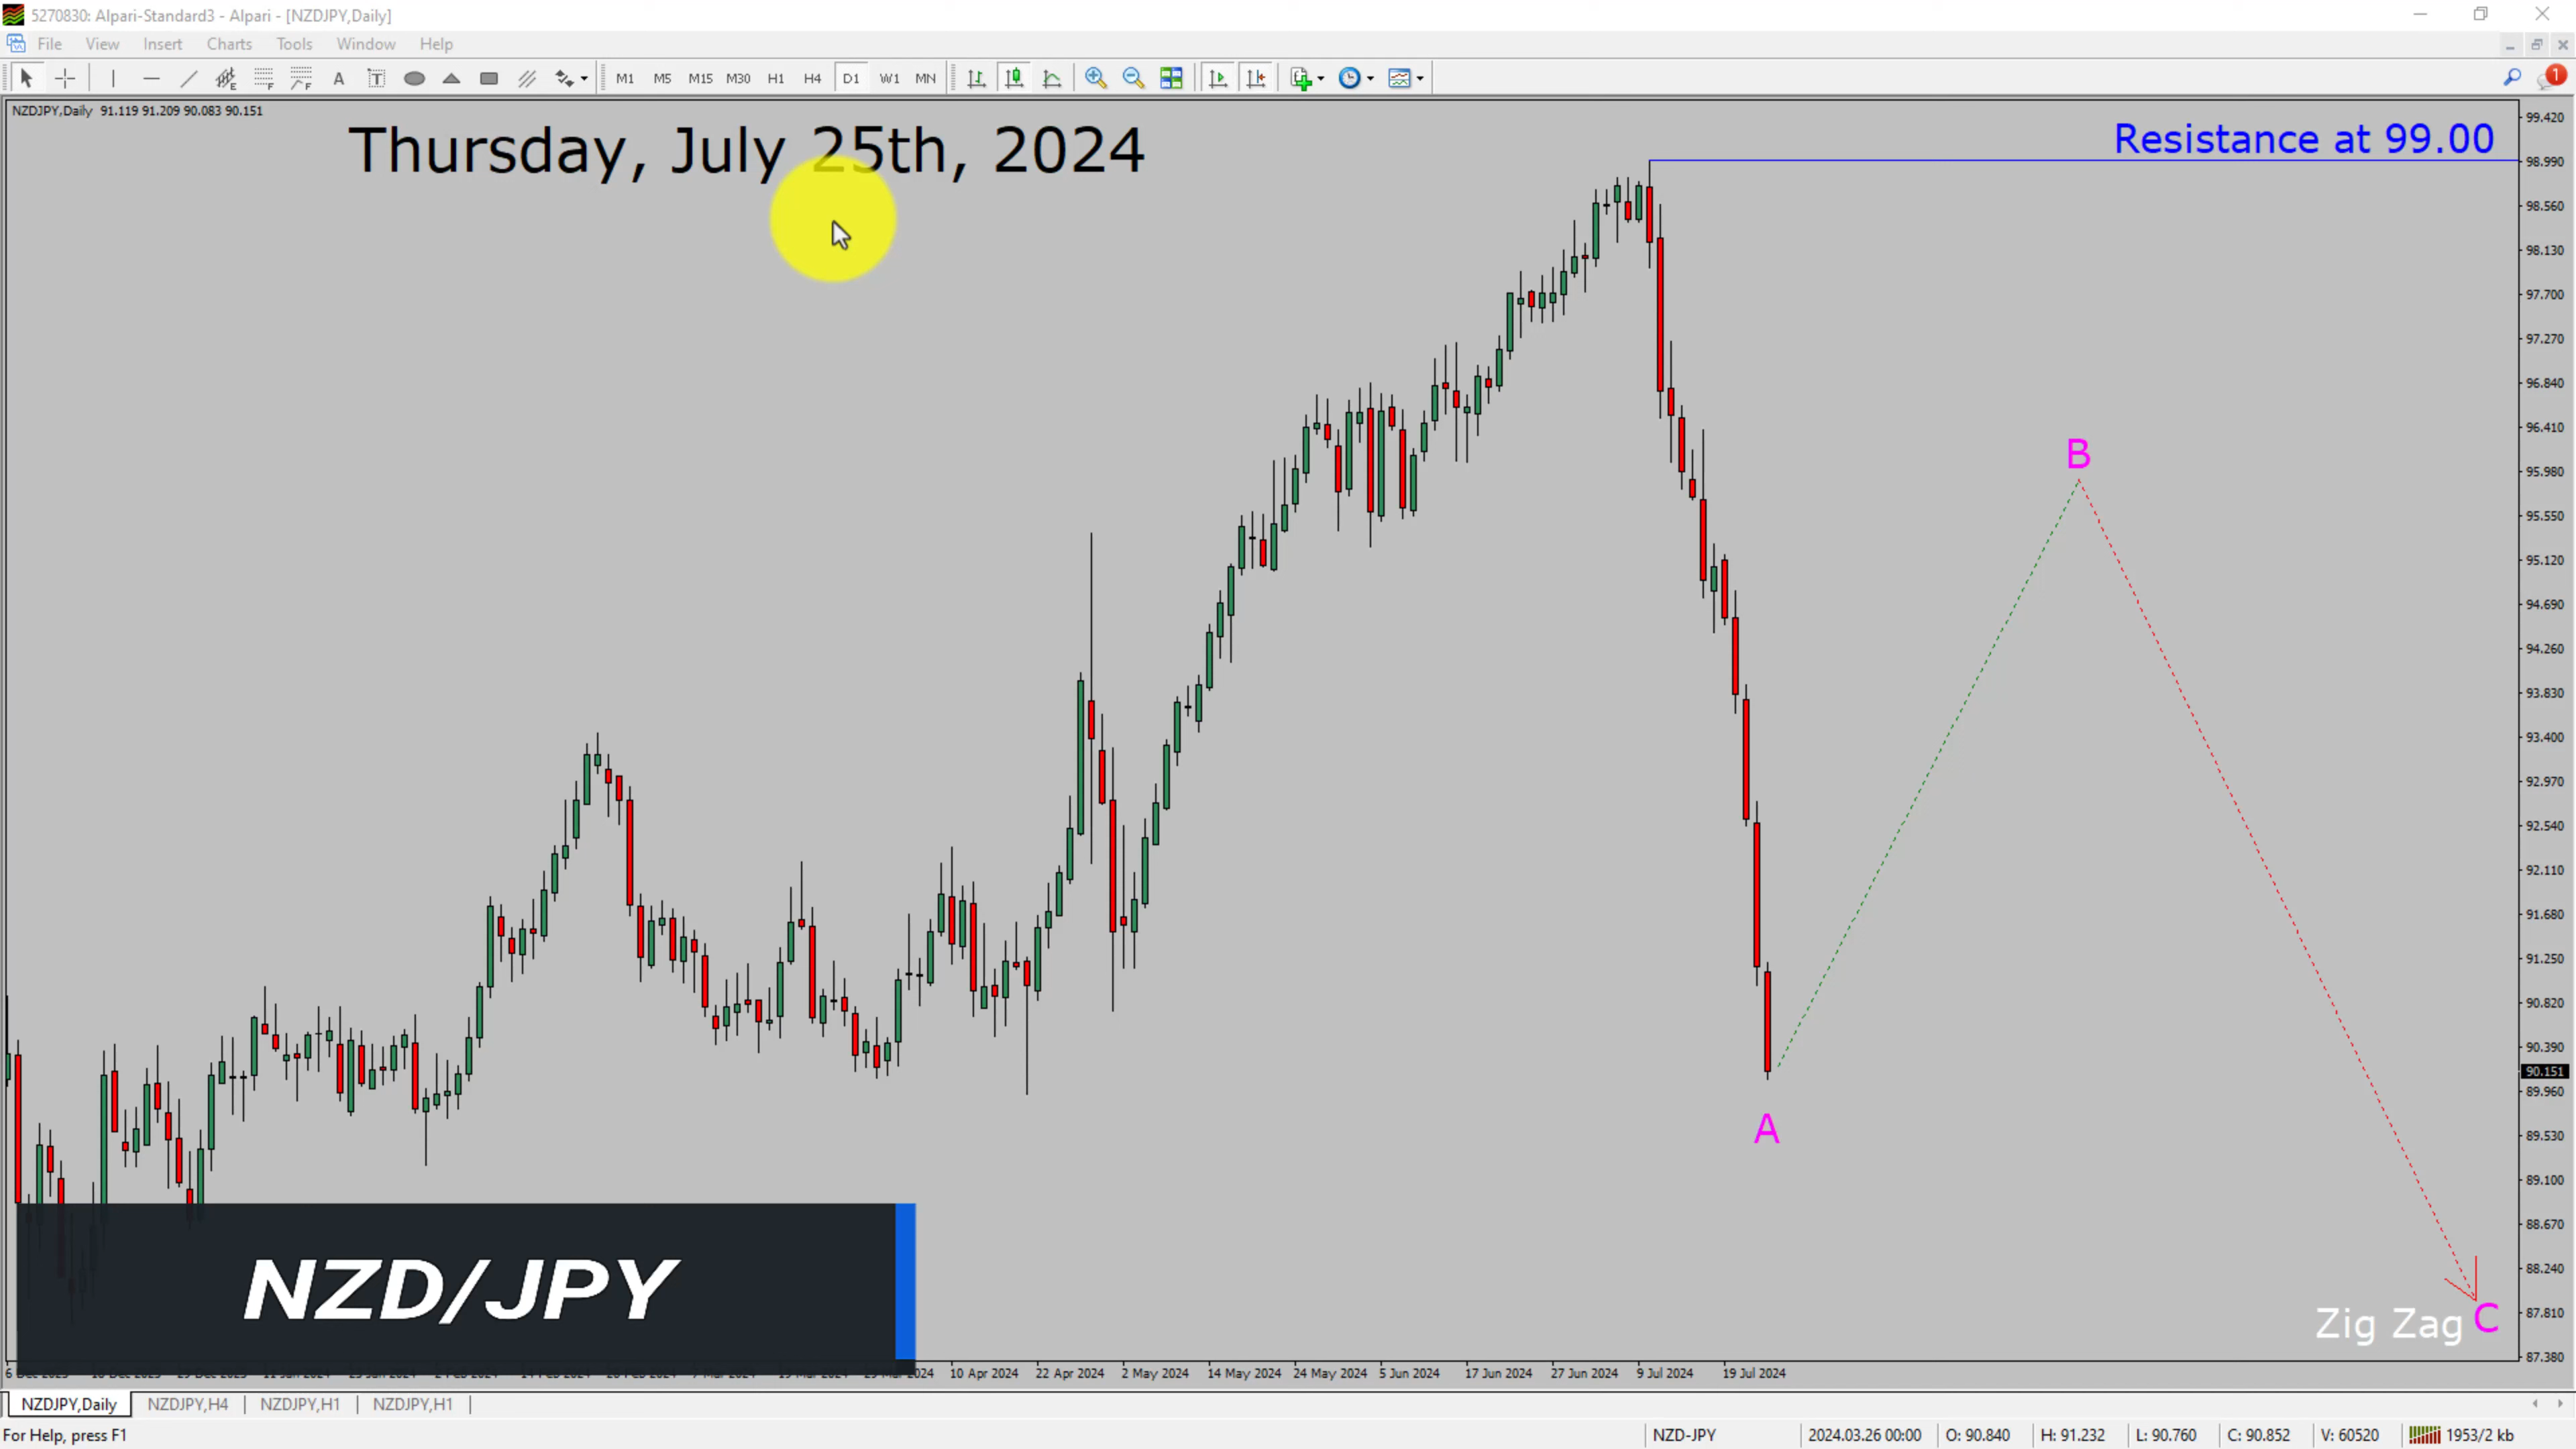 5270830: Alpari-Standard3 - Alpari - [NZDJPY,Daily]
File View Insert Charts Tools Window Help
A T M1 M5 M15 M30 H1 H4 D1 W1 MN 1
NZDJPY,Daily 91.119 91.209 90.083 90.151
Thursday, July 25th, 2024
Resistance at 99.00
99.420
98.990
98.560
98.130
97.700
97.270
96.840
96.410
B
95.980
95.550
95.120
94.690
94.260
93.830
93.400
92.970
92.540
92.110
91.680
91.250
90.820
90.390
90.151
89.960
A
89.530
89.100
88.670
88.240
87.810
87.380
NZD/JPY
Zig Zag C
10 Apr 2024 22 Apr 2024 2 May 2024 14 May 2024 24 May 2024 5 Jun 2024 17 Jun 2024 27 Jun 2024 9 Jul 2024 19 Jul 2024
NZDJPY,Daily NZDJPY,H4 NZDJPY,H1 NZDJPY,H1
For Help, press F1 NZD-JPY 2024.03.26 00:00 O: 90.840 H: 91.232 L: 90.760 C: 90.852 V: 60520 1953/2 kb